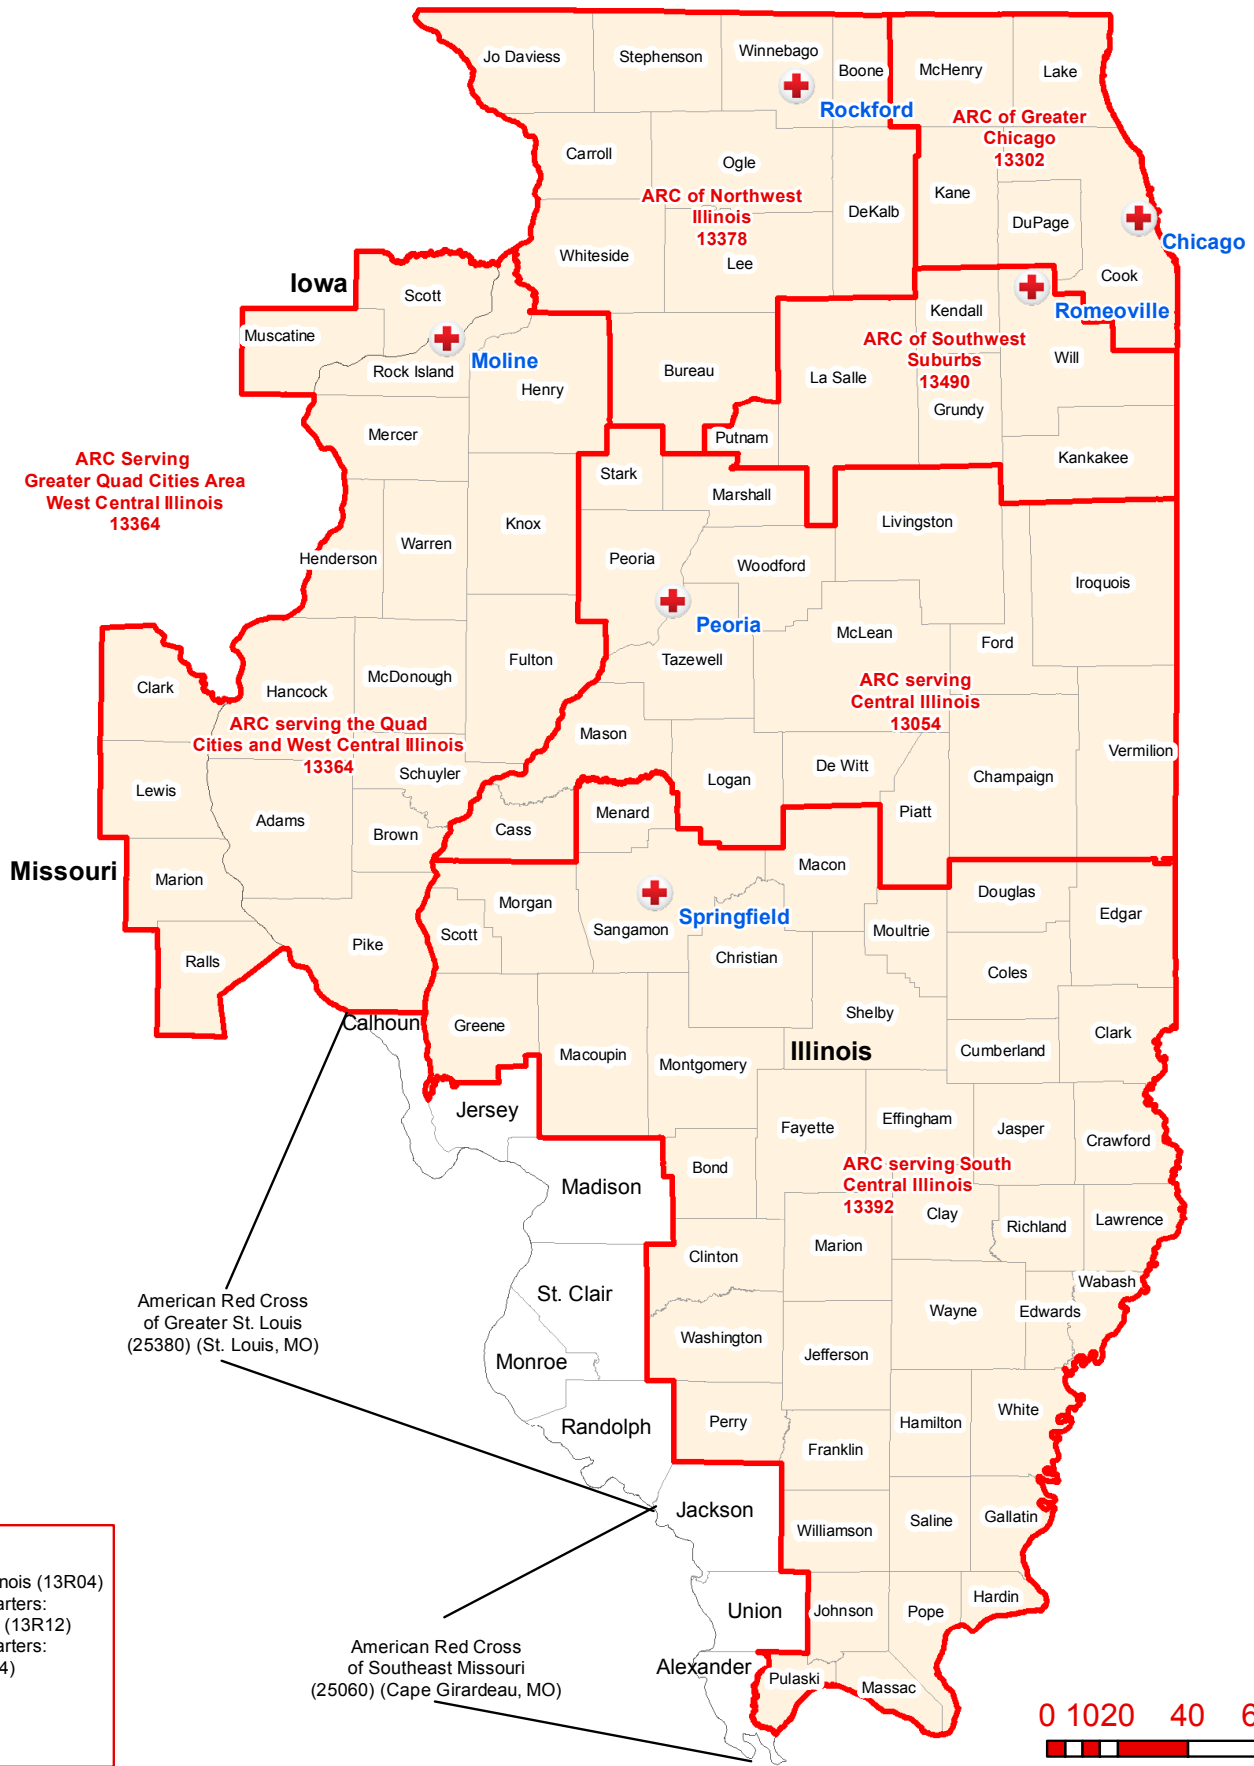 Jo Daviess
Stephenson
Winnebago
Boone
McHenry
Lake
Rockford
ARC of Greater
Chicago
13302
Carroll
Ogle
Kane
ARC of Northwest
Illinois
13378
DeKalb
DuPage
Chicago
Whiteside
Lee
Cook
Iowa
Scott
Kendall
Romeoville
Muscatine
Moline
Rock Island
ARC of Southwest
Suburbs
13490
Will
Bureau
La Salle
Henry
Grundy
Mercer
Putnam
Kankakee
ARC Serving
Greater Quad Cities Area
West Central Illinois
13364
Stark
Marshall
Livingston
Knox
Warren
Henderson
Peoria
Woodford
Iroquois
Peoria
McLean
Ford
Tazewell
Fulton
McDonough
Clark
Hancock
ARC serving
Central Illinois
13054
ARC serving the Quad
Cities and West Central Illinois
13364
Mason
Vermilion
Schuyler
Logan
De Witt
Champaign
Lewis
Adams
Brown
Cass
Menard
Piatt
Missouri
Marion
Macon
Douglas
Morgan
Springfield
Edgar
Scott
Sangamon
Moultrie
Pike
Ralls
Christian
Coles
Calhoun
Greene
Shelby
Clark
Macoupin
Montgomery
Illinois
Cumberland
Jersey
Fayette
Effingham
Jasper
Crawford
Bond
ARC serving South
Central Illinois
13392
Madison
Clay
Richland
Lawrence
Clinton
Marion
Wabash
St. Clair
American Red Cross
of Greater St. Louis
(25380) (St. Louis, MO)
Wayne
Edwards
Washington
Jefferson
Monroe
Randolph
Perry
White
Hamilton
Franklin
Jackson
Williamson
Saline
Gallatin
nois (13R04)
arters:
(13R12)
arters:
4)
Union
Johnson
Pope
Hardin
American Red Cross
of Southeast Missouri
(25060) (Cape Girardeau, MO)
Alexander
Pulaski
Massac
0 1020 40 6